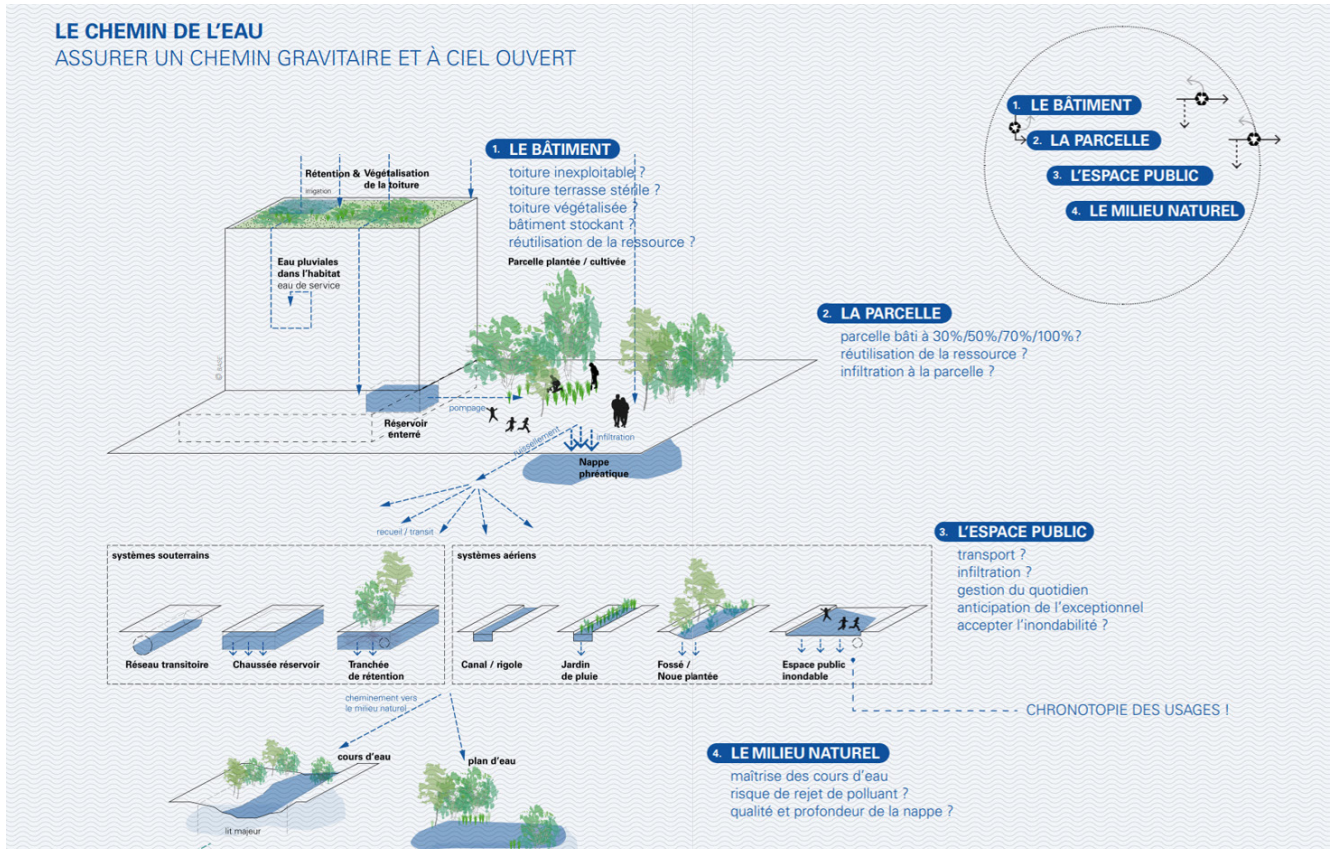 LE CHEMIN DE L'EAU
ASSURER UN CHEMIN GRAVITAIRE ET À CIEL OUVERT
1. LE BÂTIMENT
2. LA PARCELLE
3. L'ESPACE PUBLIC
4. LE MILIEU NATUREL
1. LE BÂTIMENT
toiture inexploitable ?
toiture terrasse stérile ?
toiture végétalisée ?
bâtiment stockant ?
réutilisation de la ressource ?
Rétention & Végétalisation
de la toiture
irrigation
Eau pluviales
dans l'habitat
eau de service
Parcelle plantée / cultivée
2. LA PARCELLE
parcelle bâti à 30%/50%/70%/100%?
réutilisation de la ressource ?
infiltration à la parcelle ?
Réservoir
enterré
pompage
ruissellement
infiltration
Nappe
phréatique
recueil / transit
3. L'ESPACE PUBLIC
transport ?
infiltration ?
gestion du quotidien
anticipation de l'exceptionnel
accepter l'inondabilité ?
systèmes souterrains
systèmes aériens
Réseau transitoire
Chaussée réservoir
Tranchée
de rétention
Canal / rigole
Jardin
de pluie
Fossé /
Noue plantée
Espace public
inondable
CHRONOTOPIE DES USAGES !
cheminement vers
le milieu naturel
4. LE MILIEU NATUREL
maîtrise des cours d'eau
risque de rejet de polluant ?
qualité et profondeur de la nappe ?
cours d'eau
plan d'eau
lit majeur